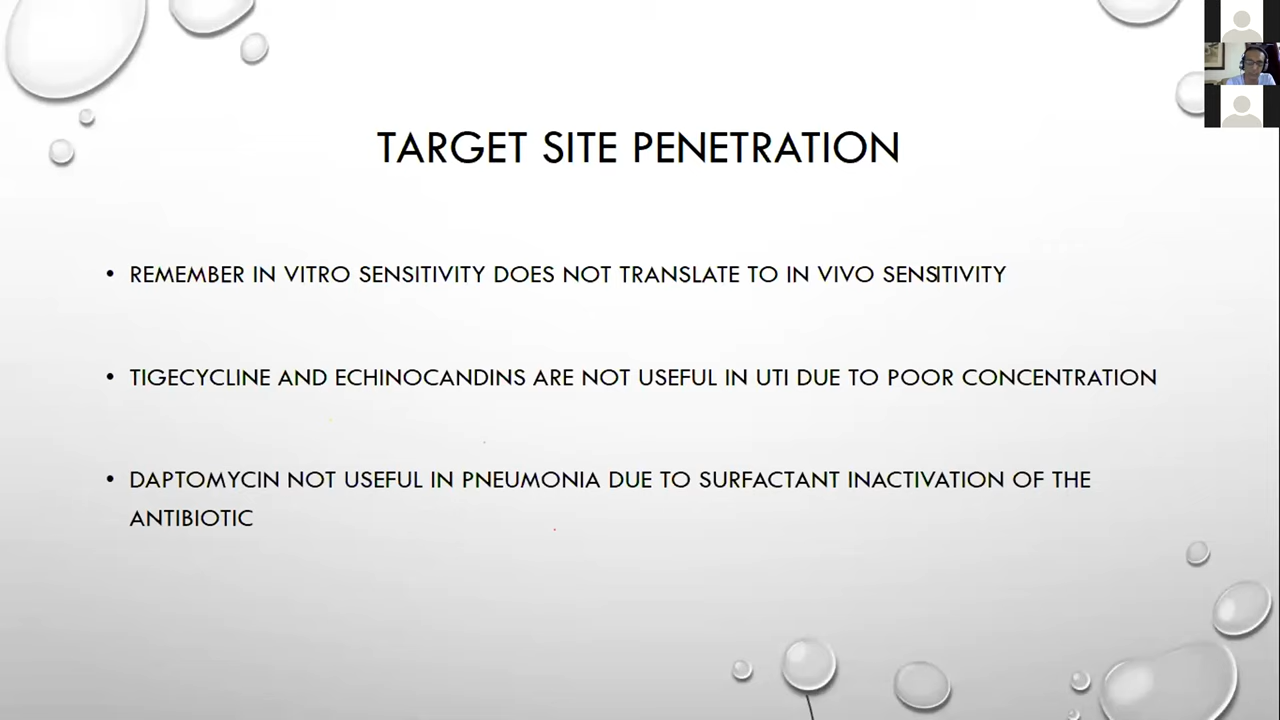 TARGET SITE PENETRATION
• REMEMBER IN VITRO SENSITIVITY DOES NOT TRANSLATE TO IN VIVO SENSITIVITY
• TIGECYCLINE AND ECHINOCANDINS ARE NOT USEFUL IN UTI DUE TO POOR CONCENTRATION
• DAPTOMYCIN NOT USEFUL IN PNEUMONIA DUE TO SURFACTANT INACTIVATION OF THE
ANTIBIOTIC